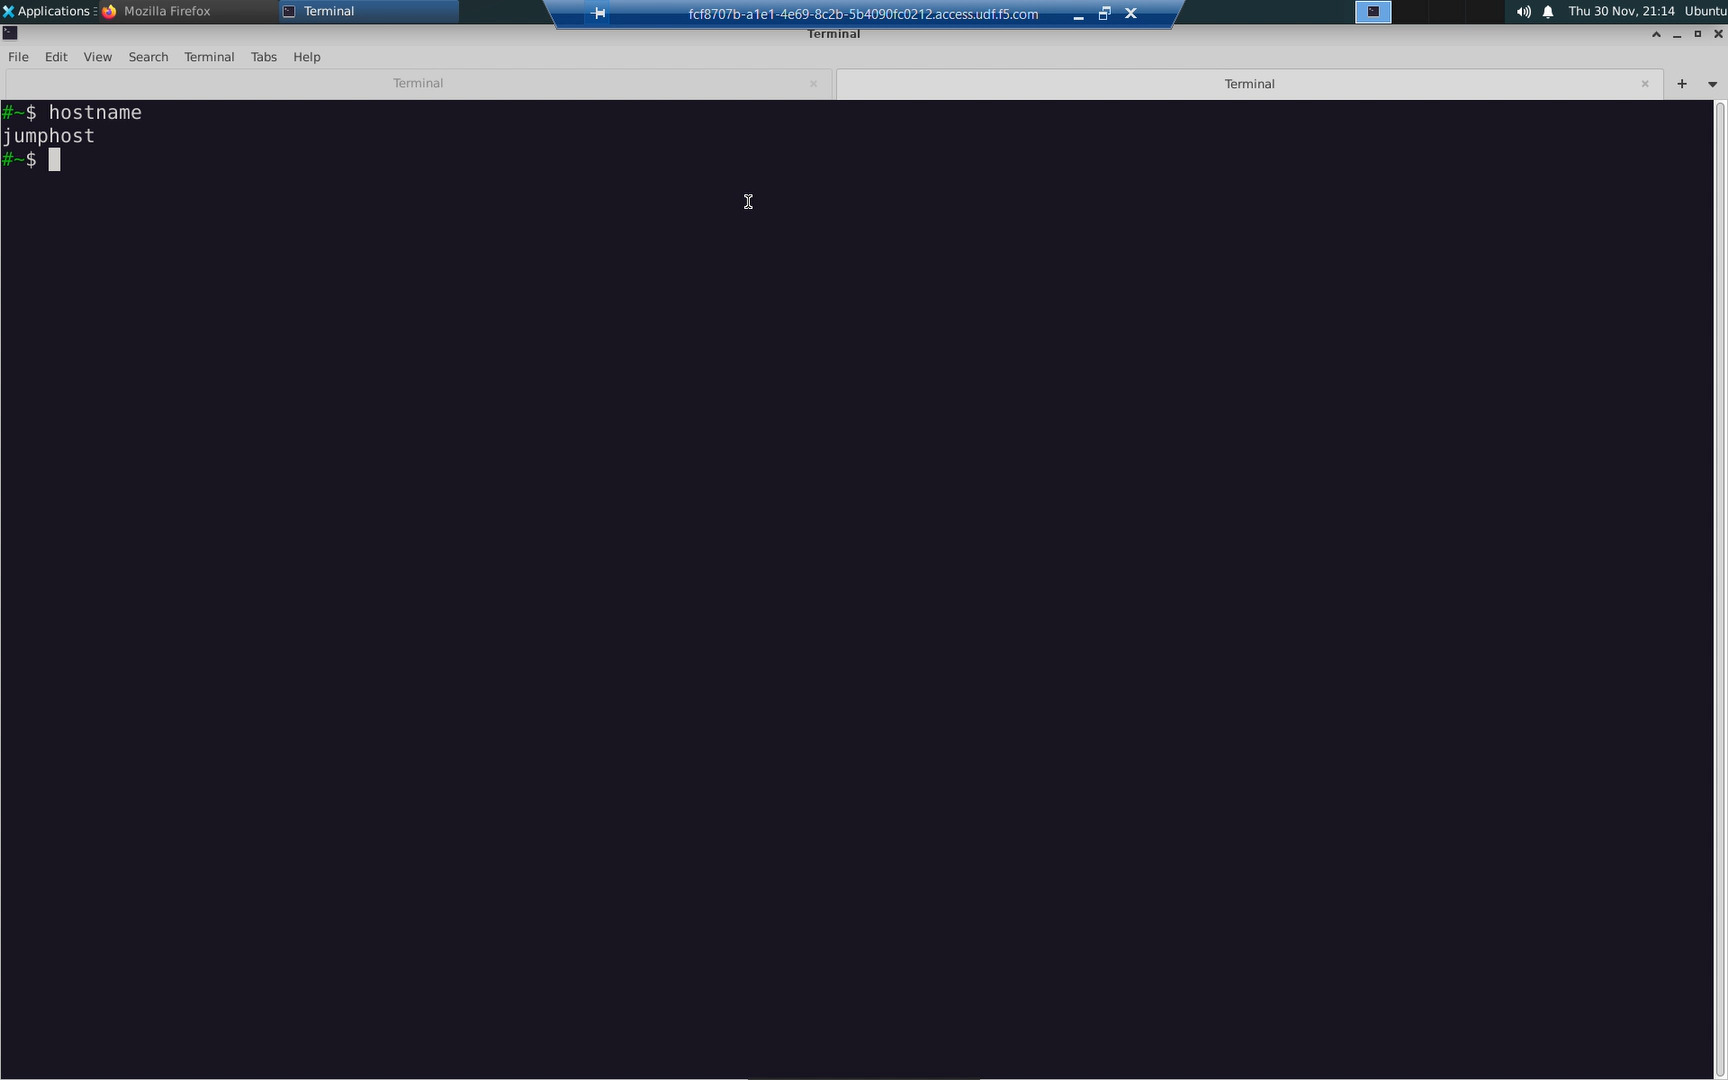 Applications
Mozilla Firefox
Terminal
fcf8707b-a1e1-4e69-8c2b-5b4090fc0212.access.udf.f5.com
Thu 30 Nov, 21:14
Ubuntu
Terminal
File Edit View Search Terminal Tabs Help
Terminal
Terminal
#~$ hostname
jumphost
#~$